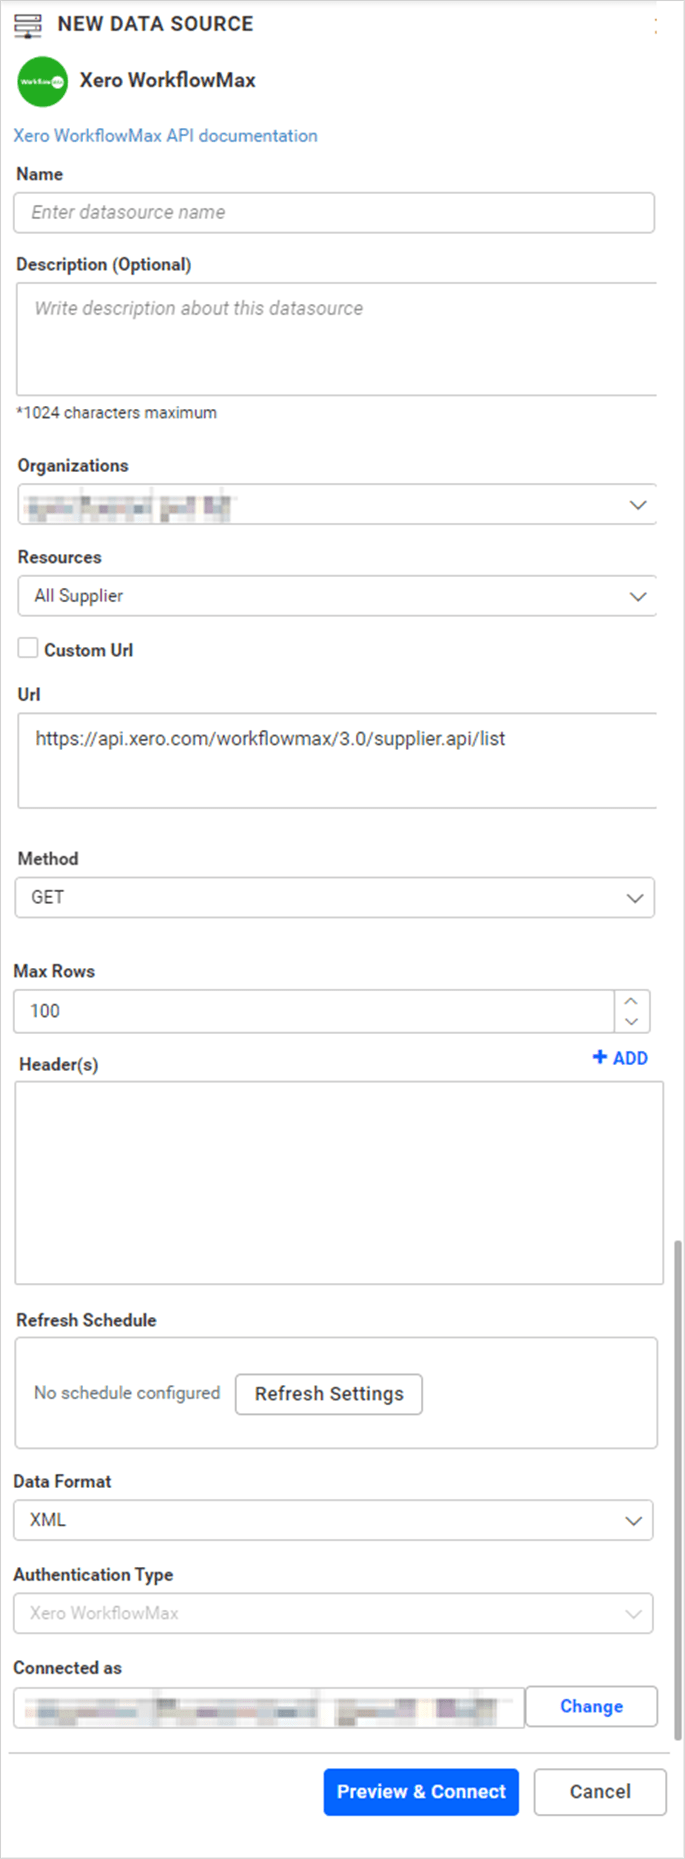 NEW DATA SOURCE
Workflow
Xero WorkflowMax
Xero WorkflowMax API documentation
Name
Enter datasource name
Description (Optional)
Write description about this datasource
*1024 characters maximum
Organizations
Resources
All Supplier
Custom Url
Url
https://api.xero.com/workflowmax/3.0/supplier.api/list
Method
GET
Max Rows
100
Header(s)
+ ADD
Refresh Schedule
No schedule configured
Refresh Settings
Data Format
XML
Authentication Type
Xero WorkflowMax
Connected as
Change
Preview & Connect
Cancel